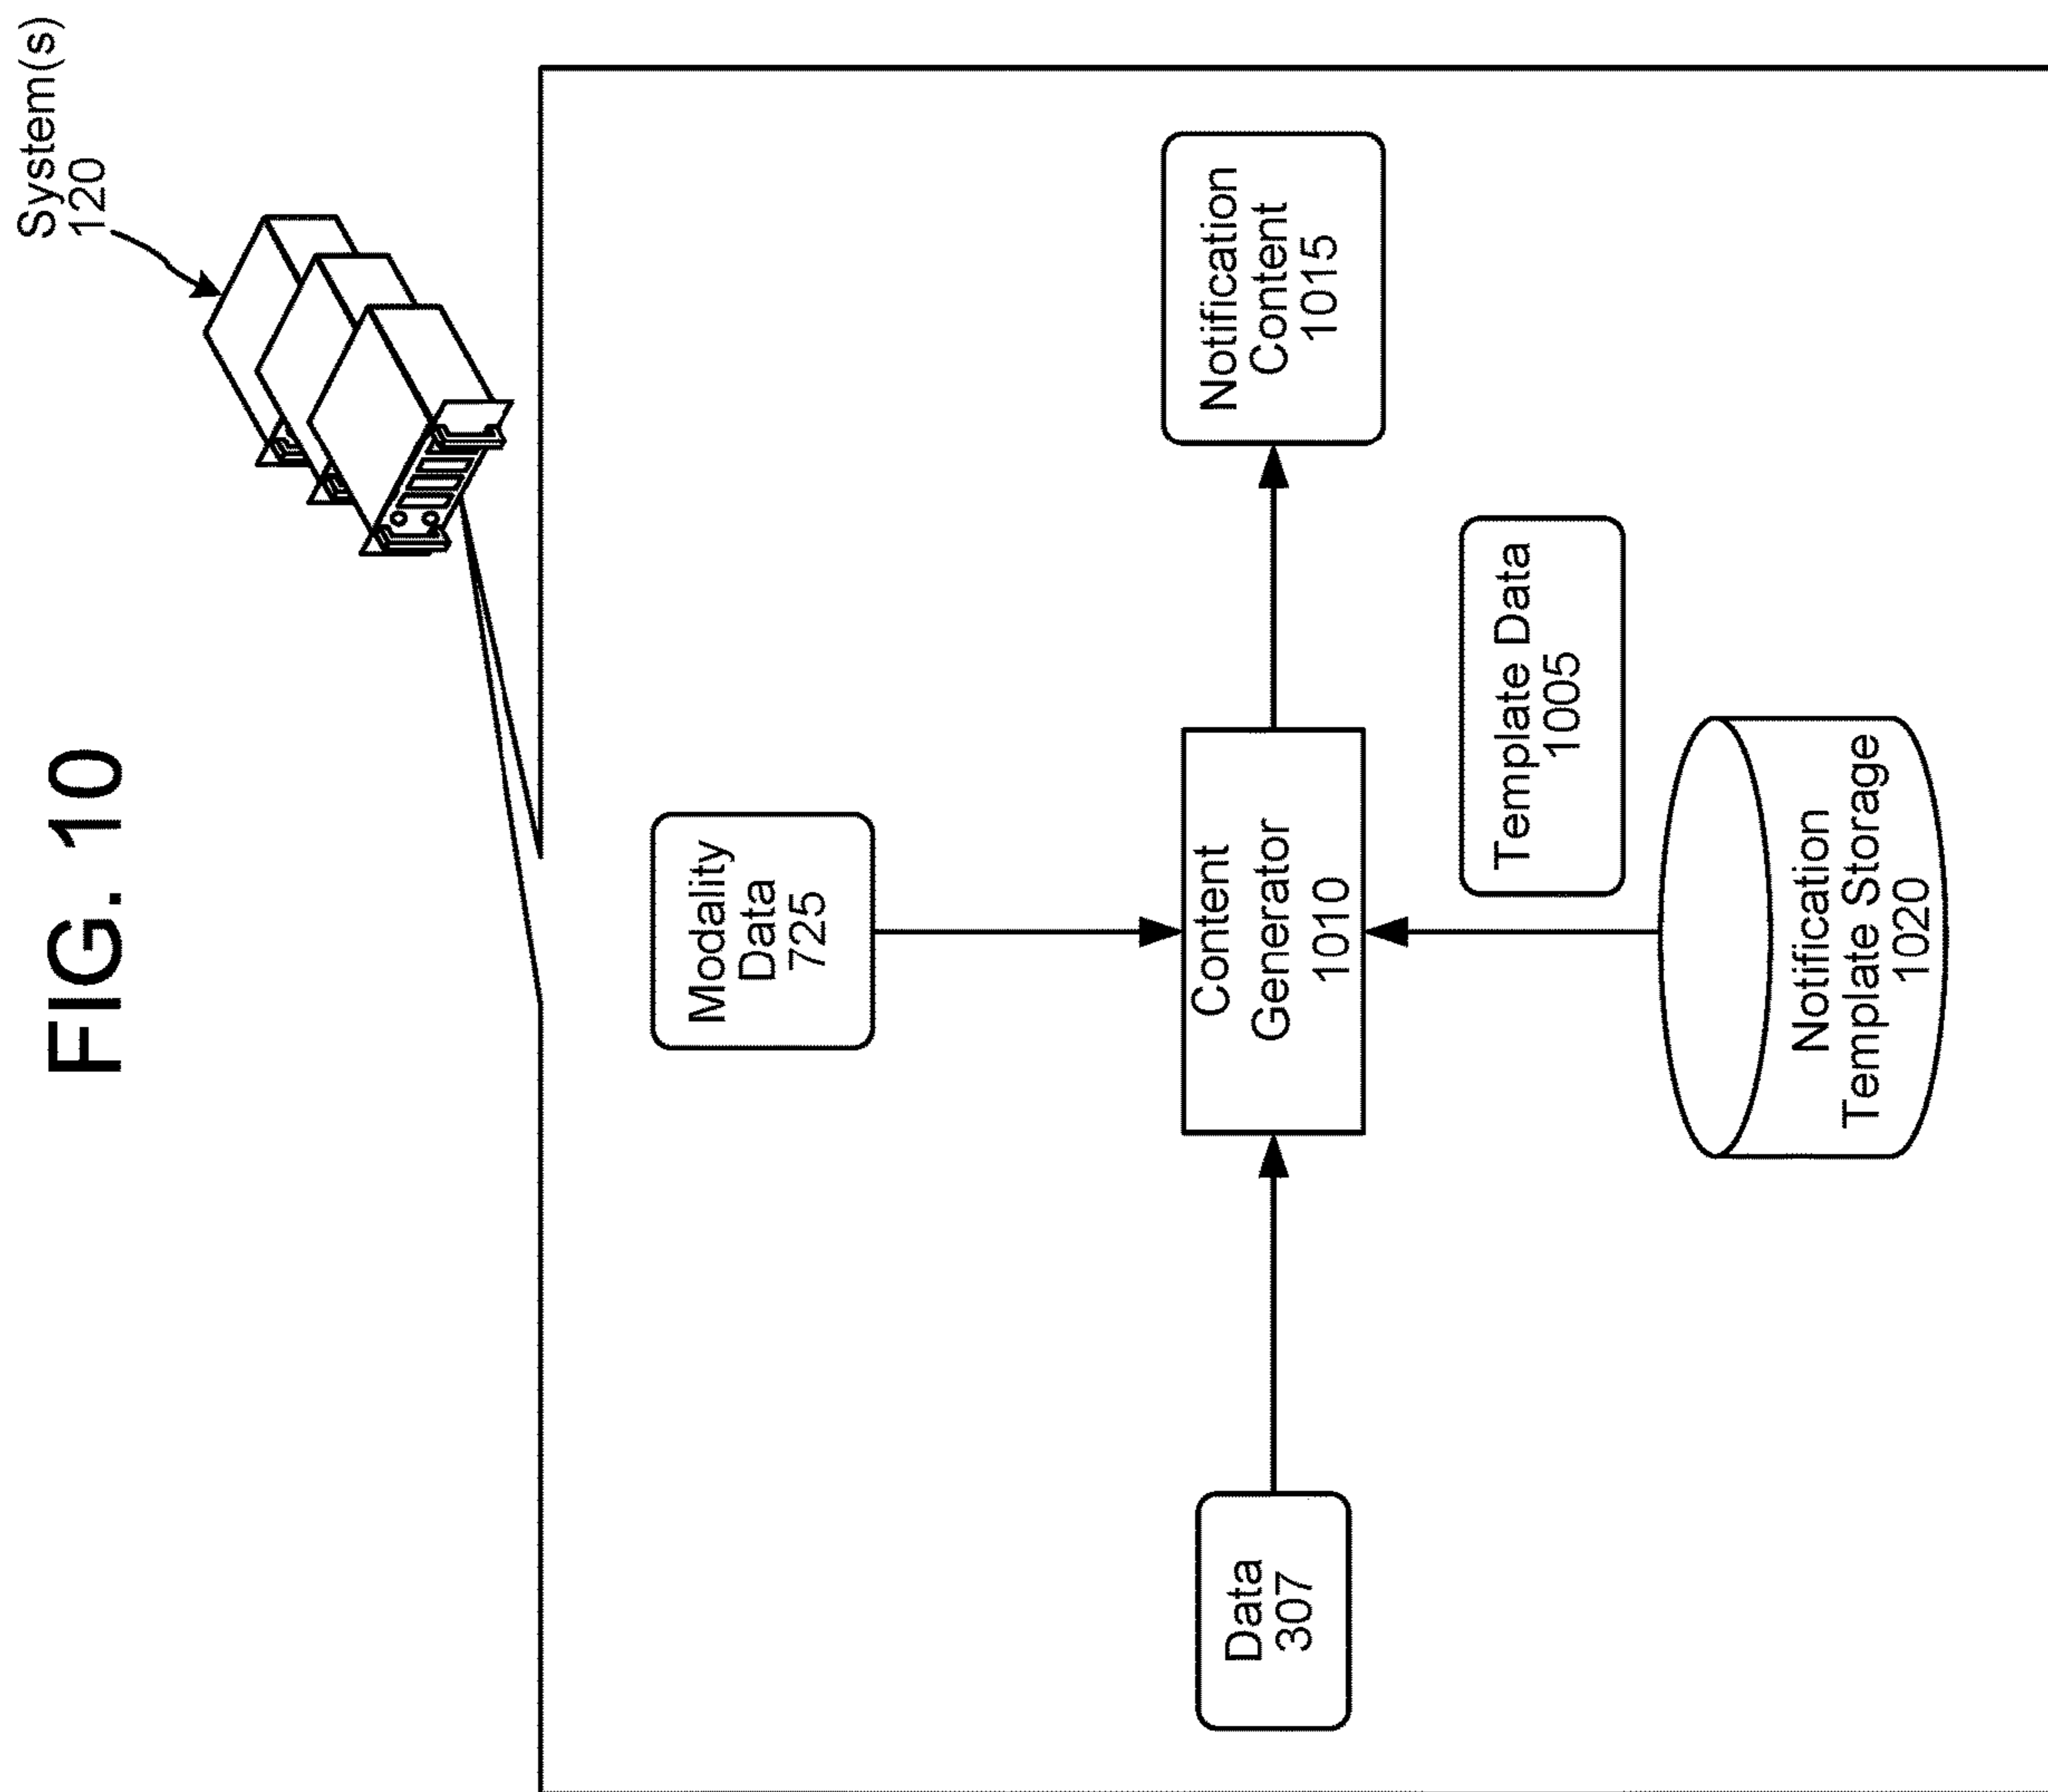 FIG. 10
System(s)
120
Modality
Data
725
Data
307
Content
Generator
1010
Notification
Content
1015
Template Data
1005
Notification
Template Storage
1020